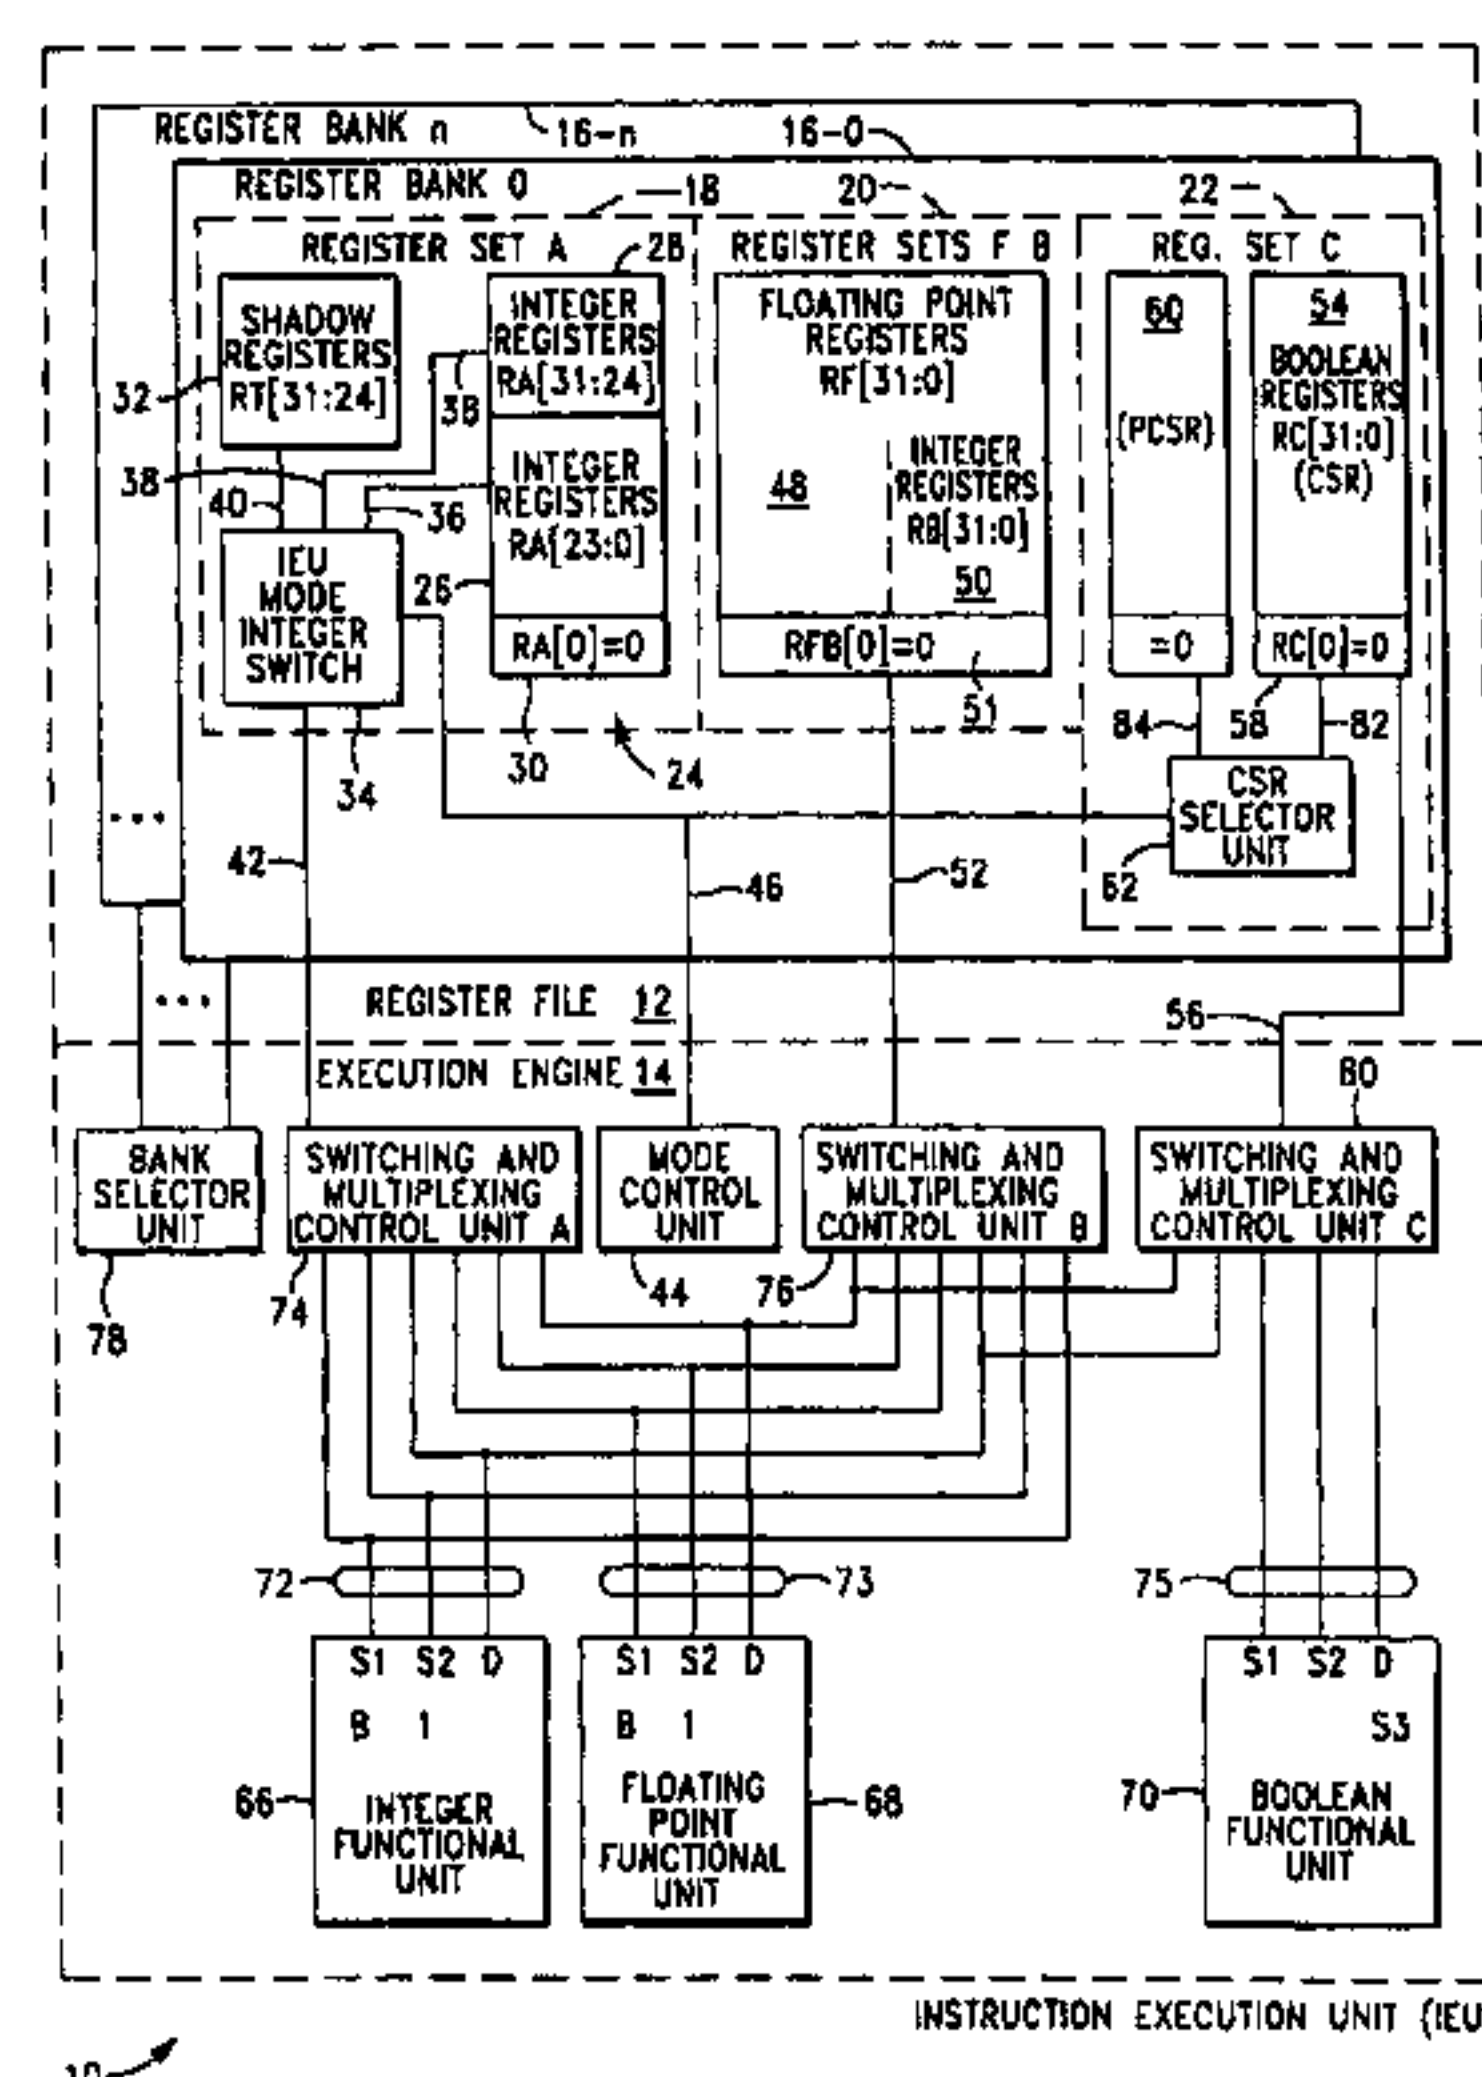 REGISTER BANK n
16-n
16-0
REGISTER BANK 0
18
20
22
REGISTER SET A
28
REGISTER SETS F B
REG. SET C
SHADOW
REGISTERS
RT[31:24]
32
INTEGER
REGISTERS
RA[31:24]
38
FLOATING POINT
REGISTERS
RF[31:0]
60
(PCSR)
54
BOOLEAN
REGISTERS
RC[31:0]
(CSR)
38
40
36
INTEGER
REGISTERS
RA[23:0]
26
48
INTEGER
REGISTERS
RB[31:0]
50
IEU
MODE
INTEGER
SWITCH
RA[0]=0
RFB[0]=0
51
=0
RC[0]=0
34
30
24
84
58
82
CSR
SELECTOR
UNIT
62
...
42
46
52
...
REGISTER FILE 12
56
EXECUTION ENGINE 14
80
BANK
SELECTOR
UNIT
SWITCHING AND
MULTIPLEXING
CONTROL UNIT A
MODE
CONTROL
UNIT
SWITCHING AND
MULTIPLEXING
CONTROL UNIT B
SWITCHING AND
MULTIPLEXING
CONTROL UNIT C
78
74
44
76
72
73
75
S1 S2 D
B 1
66
INTEGER
FUNCTIONAL
UNIT
S1 S2 D
B 1
FLOATING
POINT
FUNCTIONAL
UNIT
68
S1 S2 D
S3
70
BOOLEAN
FUNCTIONAL
UNIT
INSTRUCTION EXECUTION UNIT (IEU
10